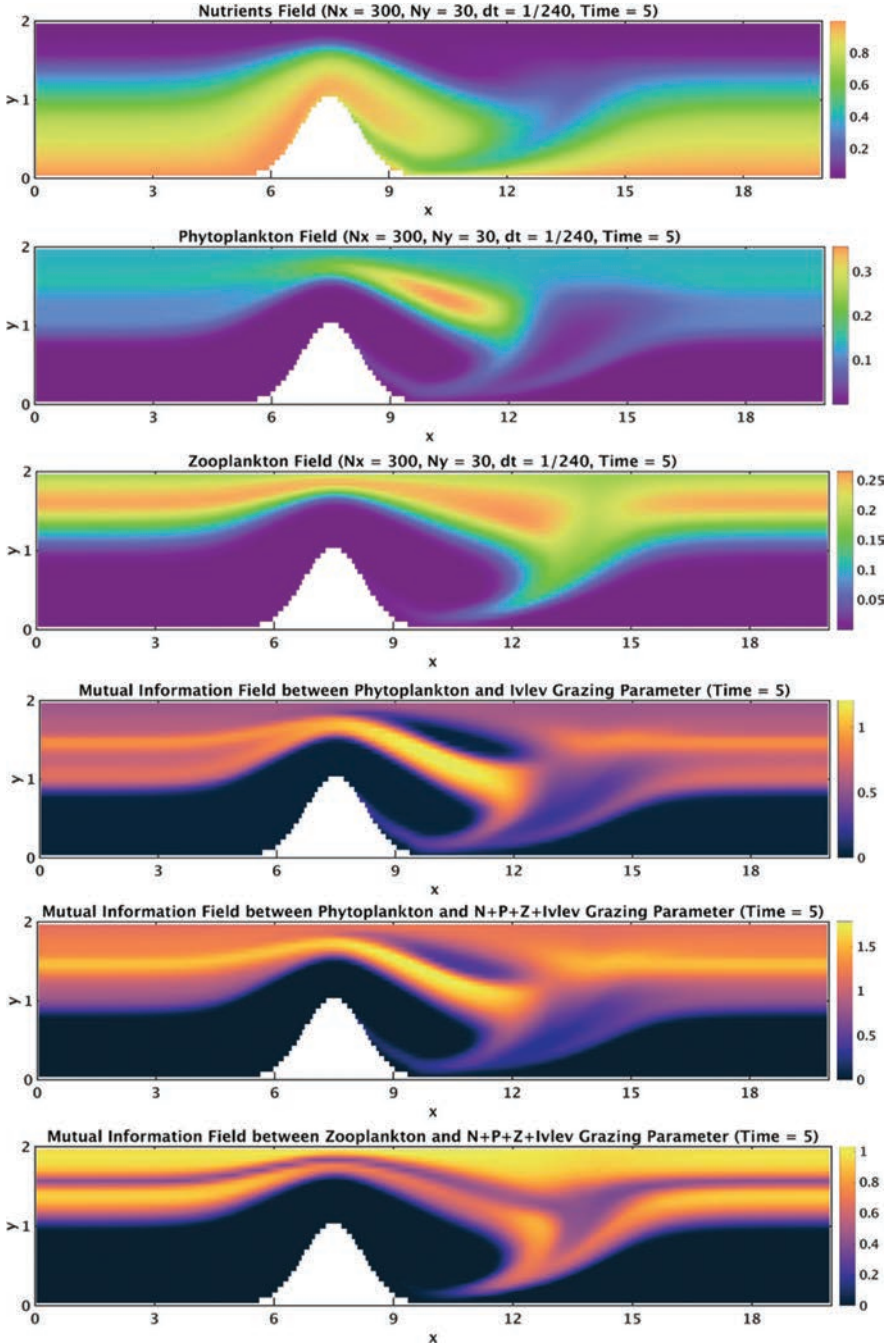 Nutrients Field (Nx = 300, Ny = 30, dt = 1/240, Time = 5)
2
1
0
y
0 3 6 9 12 15 18
x
0.8
0.6
0.4
0.2
Phytoplankton Field (Nx = 300, Ny = 30, dt = 1/240, Time = 5)
2
1
0
y
0 3 6 9 12 15 18
x
0.3
0.2
0.1
Zooplankton Field (Nx = 300, Ny = 30, dt = 1/240, Time = 5)
2
1
0
y
0 3 6 9 12 15 18
x
0.25
0.2
0.15
0.1
0.05
Mutual Information Field between Phytoplankton and Ivlev Grazing Parameter (Time = 5)
2
1
0
y
0 3 6 9 12 15 18
x
1
0.5
0
Mutual Information Field between Phytoplankton and N+P+Z+Ivlev Grazing Parameter (Time = 5)
2
1
0
y
0 3 6 9 12 15 18
x
1.5
1
0.5
0
Mutual Information Field between Zooplankton and N+P+Z+Ivlev Grazing Parameter (Time = 5)
2
1
0
y
0 3 6 9 12 15 18
x
1
0.8
0.6
0.4
0.2
0